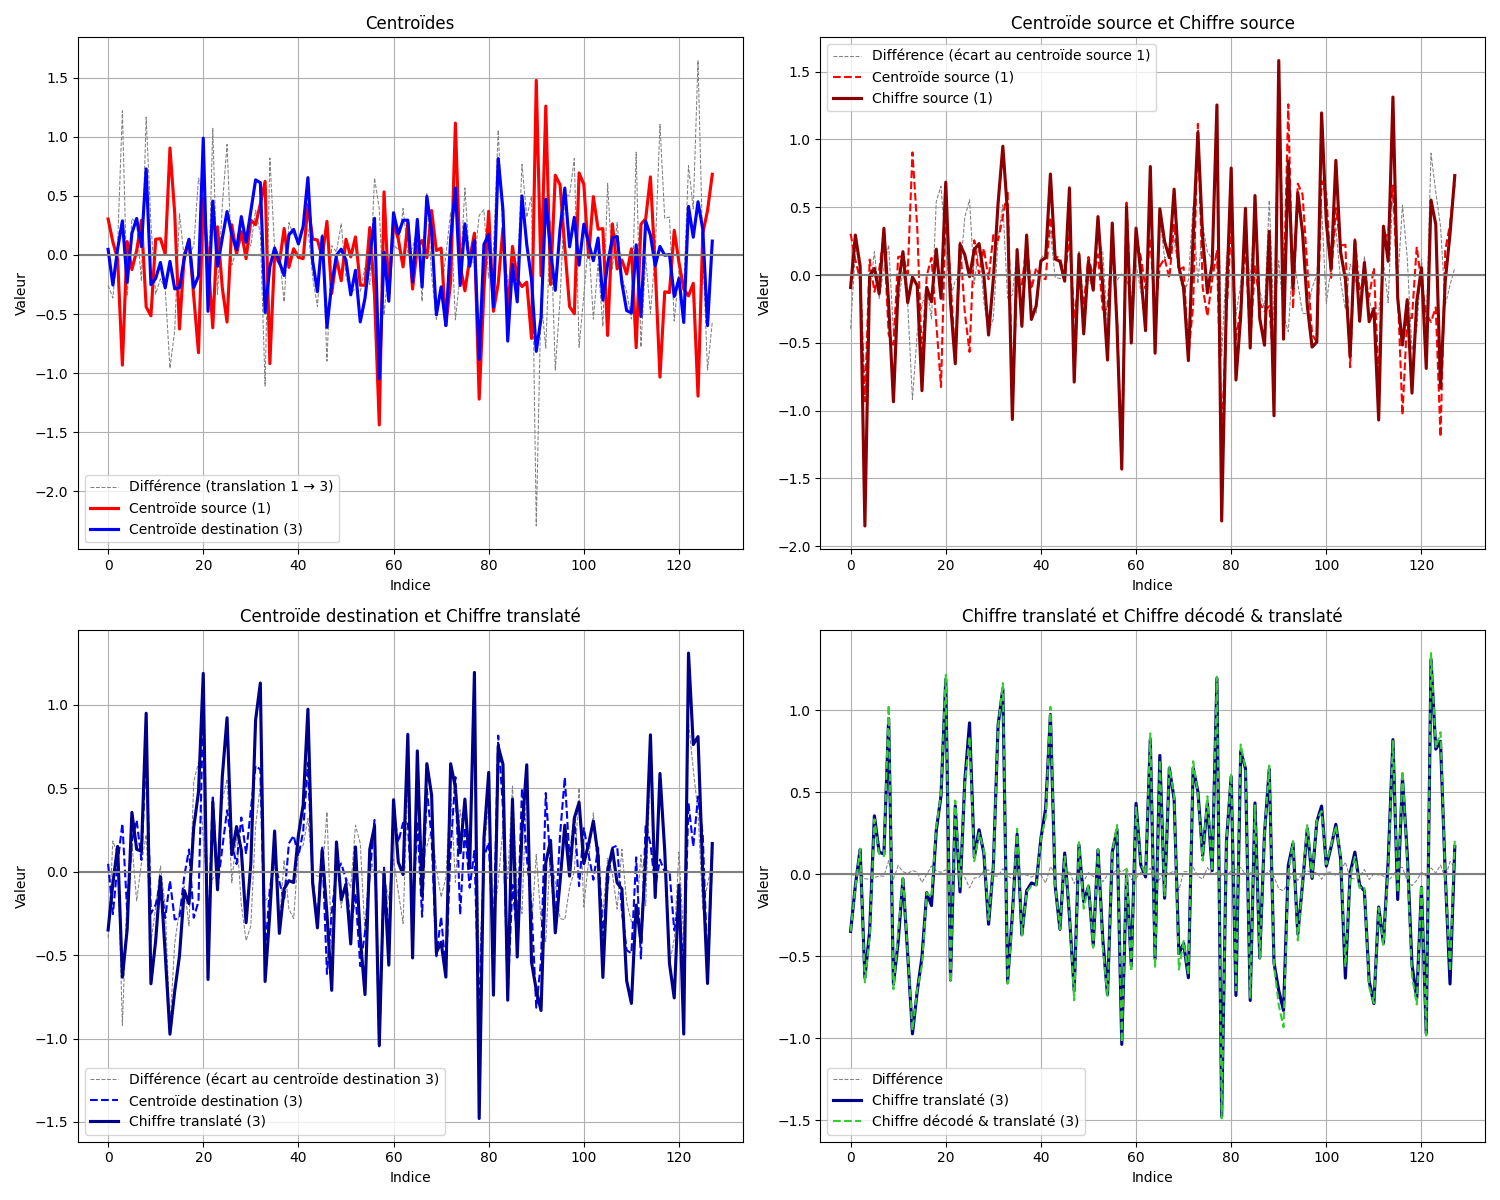 Centroïdes
1.5
1.0
0.5
0.0
−0.5
−1.0
−1.5
−2.0
Valeur
Différence (translation 1 → 3)
Centroïde source (1)
Centroïde destination (3)
0 20 40 60 80 100 120
Indice
Centroïde source et Chiffre source
1.5
1.0
0.5
0.0
−0.5
−1.0
−1.5
−2.0
Valeur
Différence (écart au centroïde source 1)
Centroïde source (1)
Chiffre source (1)
0 20 40 60 80 100 120
Indice
Centroïde destination et Chiffre translaté
1.0
0.5
0.0
−0.5
−1.0
−1.5
Valeur
Différence (écart au centroïde destination 3)
Centroïde destination (3)
Chiffre translaté (3)
0 20 40 60 80 100 120
Indice
Chiffre translaté et Chiffre décodé & translaté
1.0
0.5
0.0
−0.5
−1.0
−1.5
Valeur
Différence
Chiffre translaté (3)
Chiffre décodé & translaté (3)
0 20 40 60 80 100 120
Indice